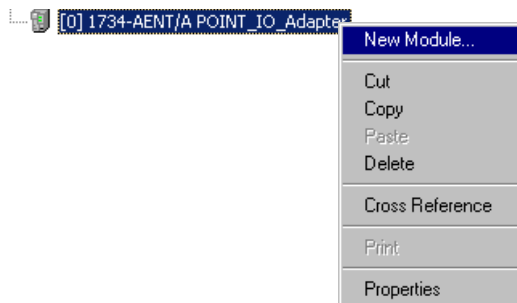 [0] 1734-AENT/A POINT_IO_Adapter
New Module...
Cut
Copy
Paste
Delete
Cross Reference
Print
Properties